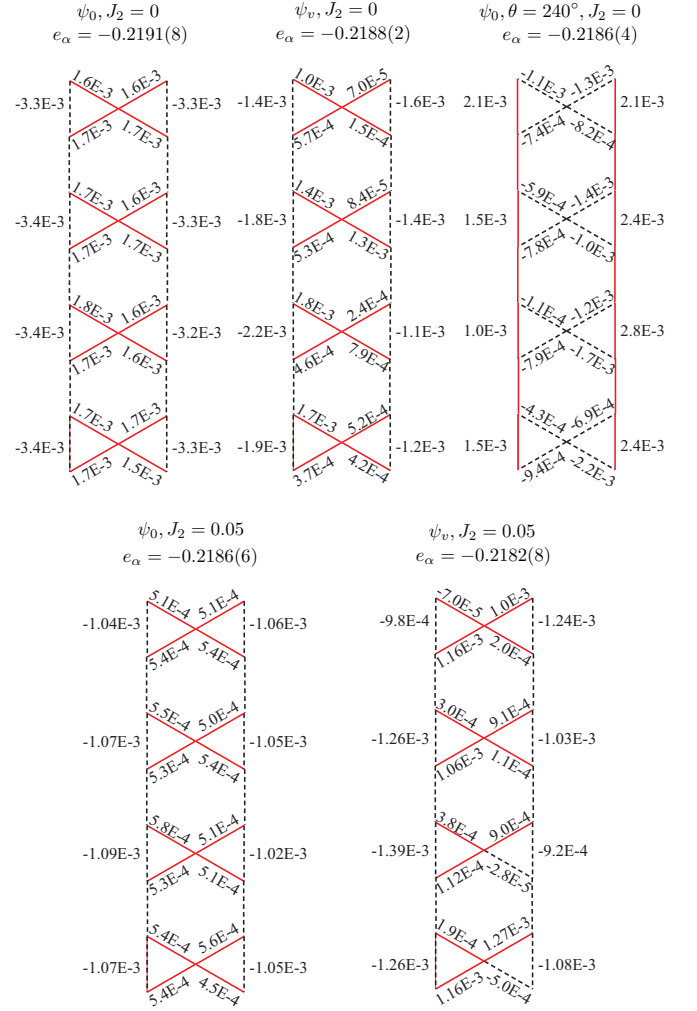 ψ0, J2 = 0
eα = −0.2191(8)
ψv, J2 = 0
eα = −0.2188(2)
ψ0, θ = 240°, J2 = 0
eα = −0.2186(4)
1.6E-3 1.6E-3
-3.3E-3 -3.3E-3
1.7E-3 1.7E-3
1.7E-3 1.6E-3
-3.4E-3 -3.3E-3
1.7E-3 1.7E-3
1.8E-3 1.6E-3
-3.4E-3 -3.2E-3
1.7E-3 1.6E-3
1.7E-3 1.7E-3
-3.4E-3 -3.3E-3
1.7E-3 1.5E-3
1.0E-3 7.0E-5
-1.4E-3 -1.6E-3
5.7E-4 1.5E-4
1.4E-3 8.4E-5
-1.8E-3 -1.4E-3
5.3E-4 1.3E-3
1.8E-3 2.4E-4
-2.2E-3 -1.1E-3
4.6E-4 7.9E-4
1.7E-3 5.2E-4
-1.9E-3 -1.2E-3
3.7E-4 4.2E-4
-1.1E-3 -1.3E-3
2.1E-3 2.1E-3
-7.4E-4 -8.2E-4
-5.9E-4 -1.4E-3
1.5E-3 2.4E-3
-7.8E-4 -1.0E-3
-1.1E-4 -1.2E-3
1.0E-3 2.8E-3
-7.9E-4 -1.7E-3
-4.3E-4 -6.9E-4
1.5E-3 2.4E-3
-9.4E-4 -2.2E-3
ψ0, J2 = 0.05
eα = −0.2186(6)
ψv, J2 = 0.05
eα = −0.2182(8)
5.1E-4 5.1E-4
-1.04E-3 -1.06E-3
5.4E-4 5.4E-4
5.5E-4 5.0E-4
-1.07E-3 -1.05E-3
5.3E-4 5.4E-4
5.8E-4 5.1E-4
-1.09E-3 -1.02E-3
5.3E-4 5.1E-4
5.4E-4 5.6E-4
-1.07E-3 -1.05E-3
5.4E-4 4.5E-4
-7.0E-5 1.0E-3
-9.8E-4 -1.24E-3
1.16E-3 2.0E-4
3.0E-4 9.1E-4
-1.26E-3 -1.03E-3
1.06E-3 1.1E-4
3.8E-4 9.0E-4
-1.39E-3 -9.2E-4
1.12E-4 -2.8E-5
1.9E-4 1.27E-3
-1.26E-3 -1.08E-3
1.16E-3 -5.0E-4